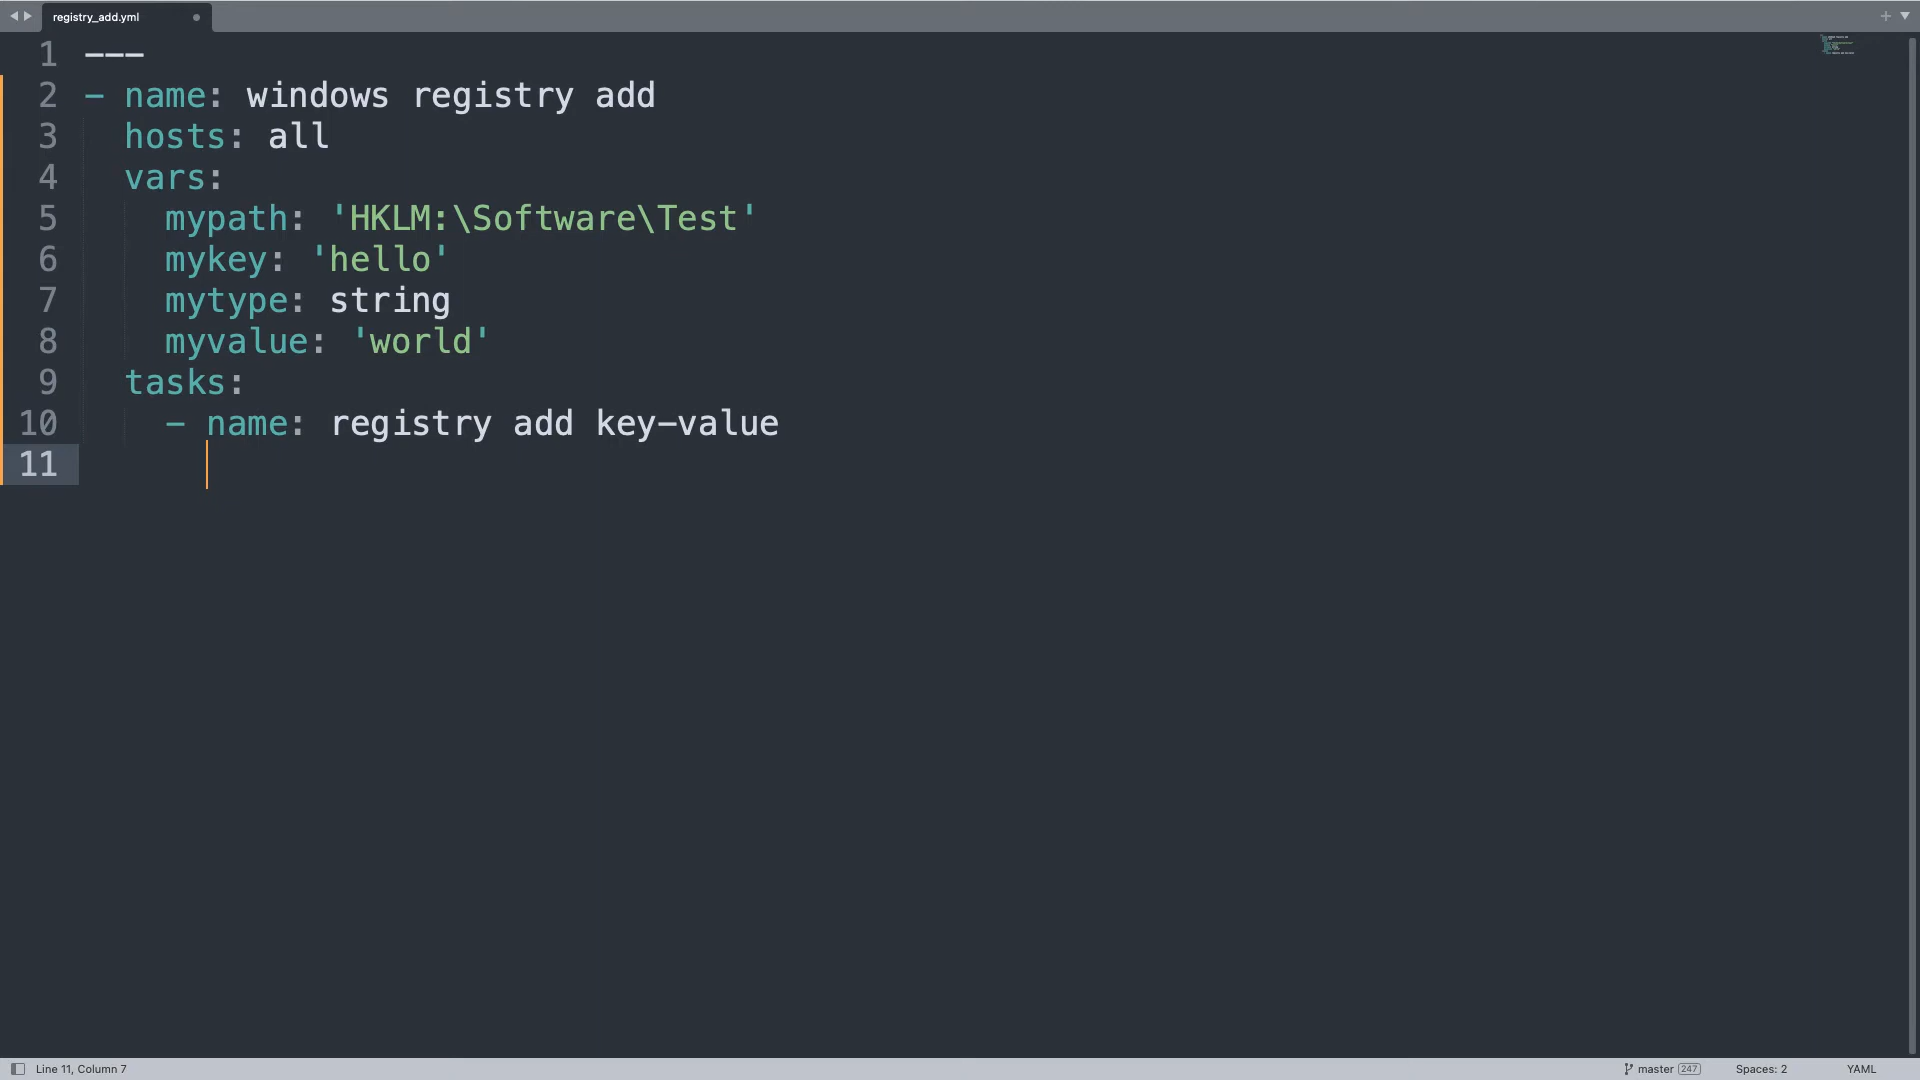 registry_add.yml
1 ---
2 - name: windows registry add
3 hosts: all
4 vars:
5 mypath: 'HKLM:\Software\Test'
6 mykey: 'hello'
7 mytype: string
8 myvalue: 'world'
9 tasks:
10 - name: registry add key-value
11
Line 11, Column 7 master 247 Spaces: 2 YAML